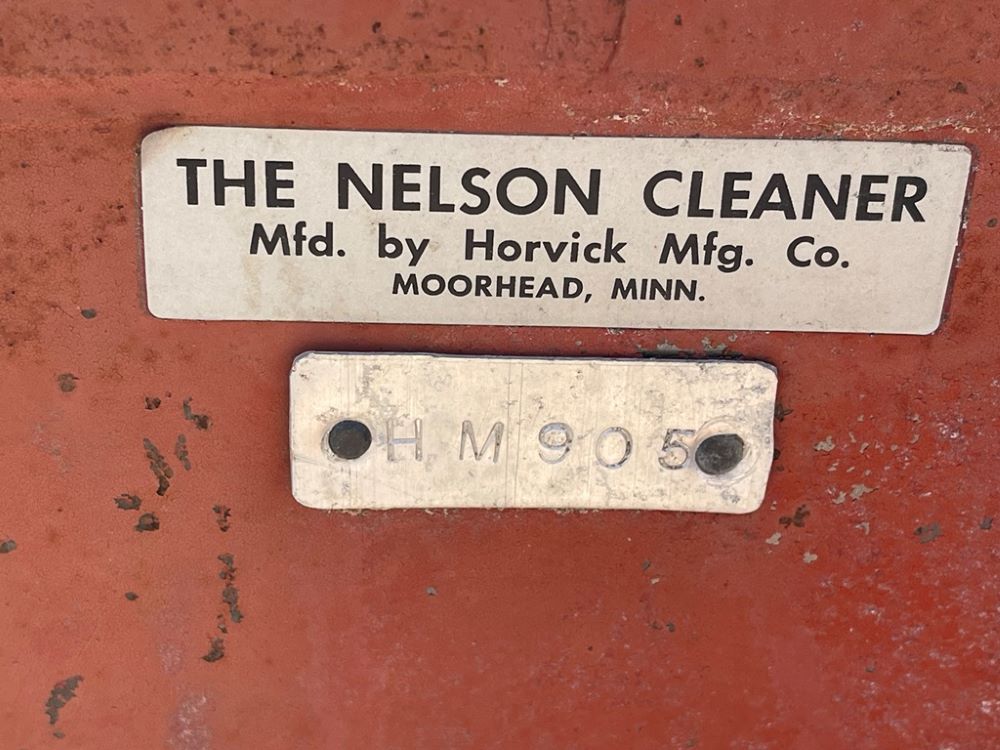 THE NELSON CLEANER
Mfd. by Horvick Mfg. Co.
MOORHEAD, MINN.
HM905